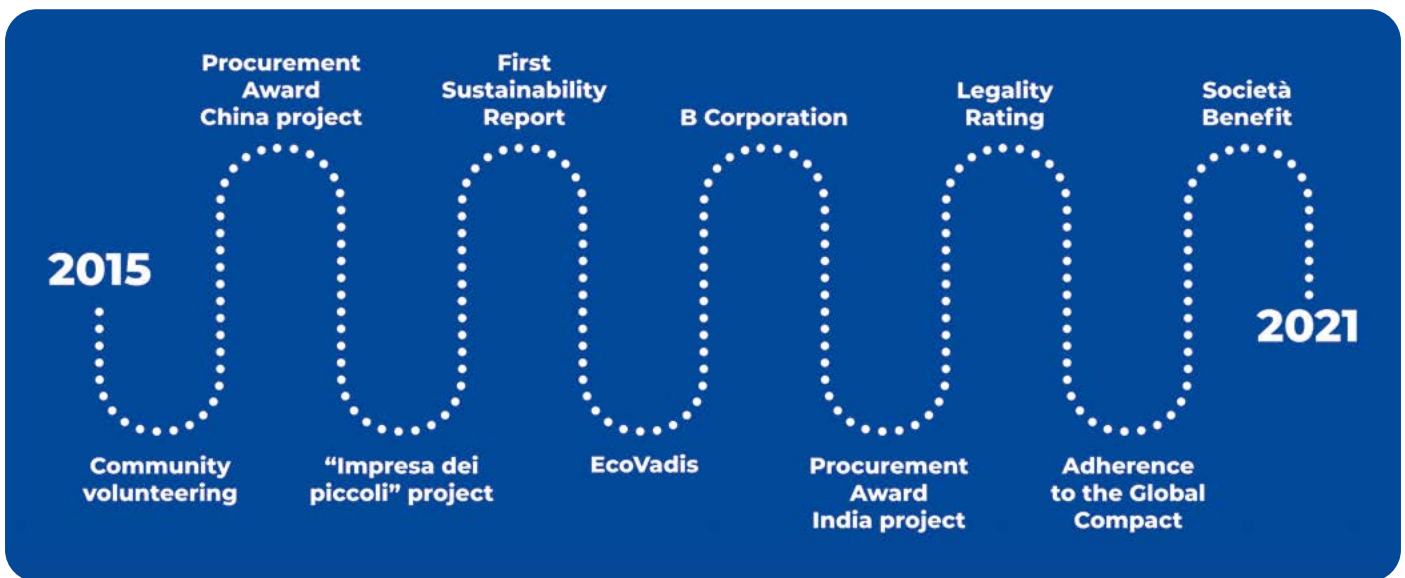 2015
Community
volunteering
Procurement
Award
China project
“Impresa dei
piccoli” project
First
Sustainability
Report
EcoVadis
B Corporation
Procurement
Award
India project
Legality
Rating
Adherence
to the Global
Compact
Società
Benefit
2021